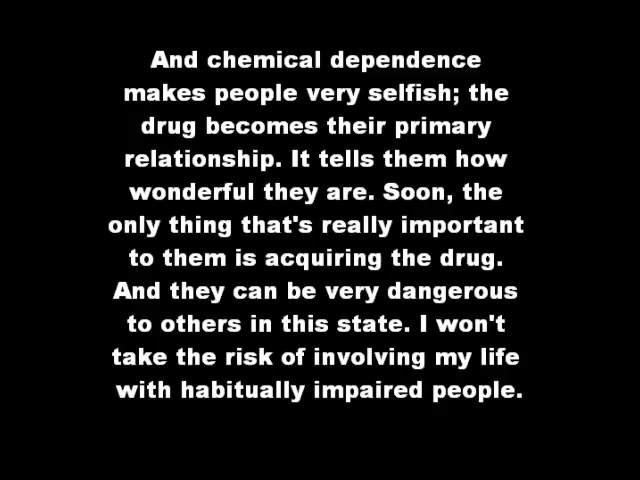 And chemical dependence
makes people very selfish; the
drug becomes their primary
relationship. It tells them how
wonderful they are. Soon, the
only thing that's really important
to them is acquiring the drug.
And they can be very dangerous
to others in this state. I won't
take the risk of involving my life
with habitually impaired people.